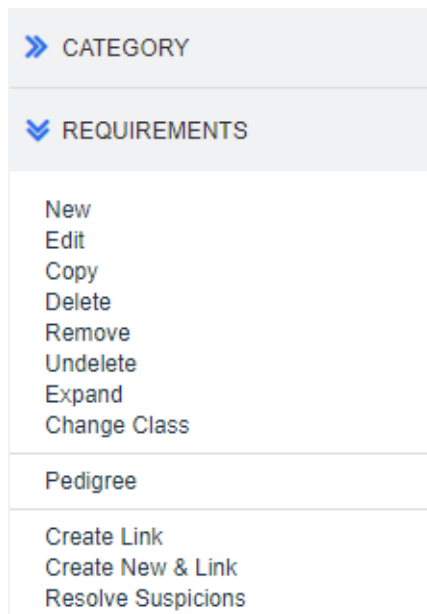 CATEGORY
REQUIREMENTS
New
Edit
Copy
Delete
Remove
Undelete
Expand
Change Class
Pedigree
Create Link
Create New & Link
Resolve Suspicions